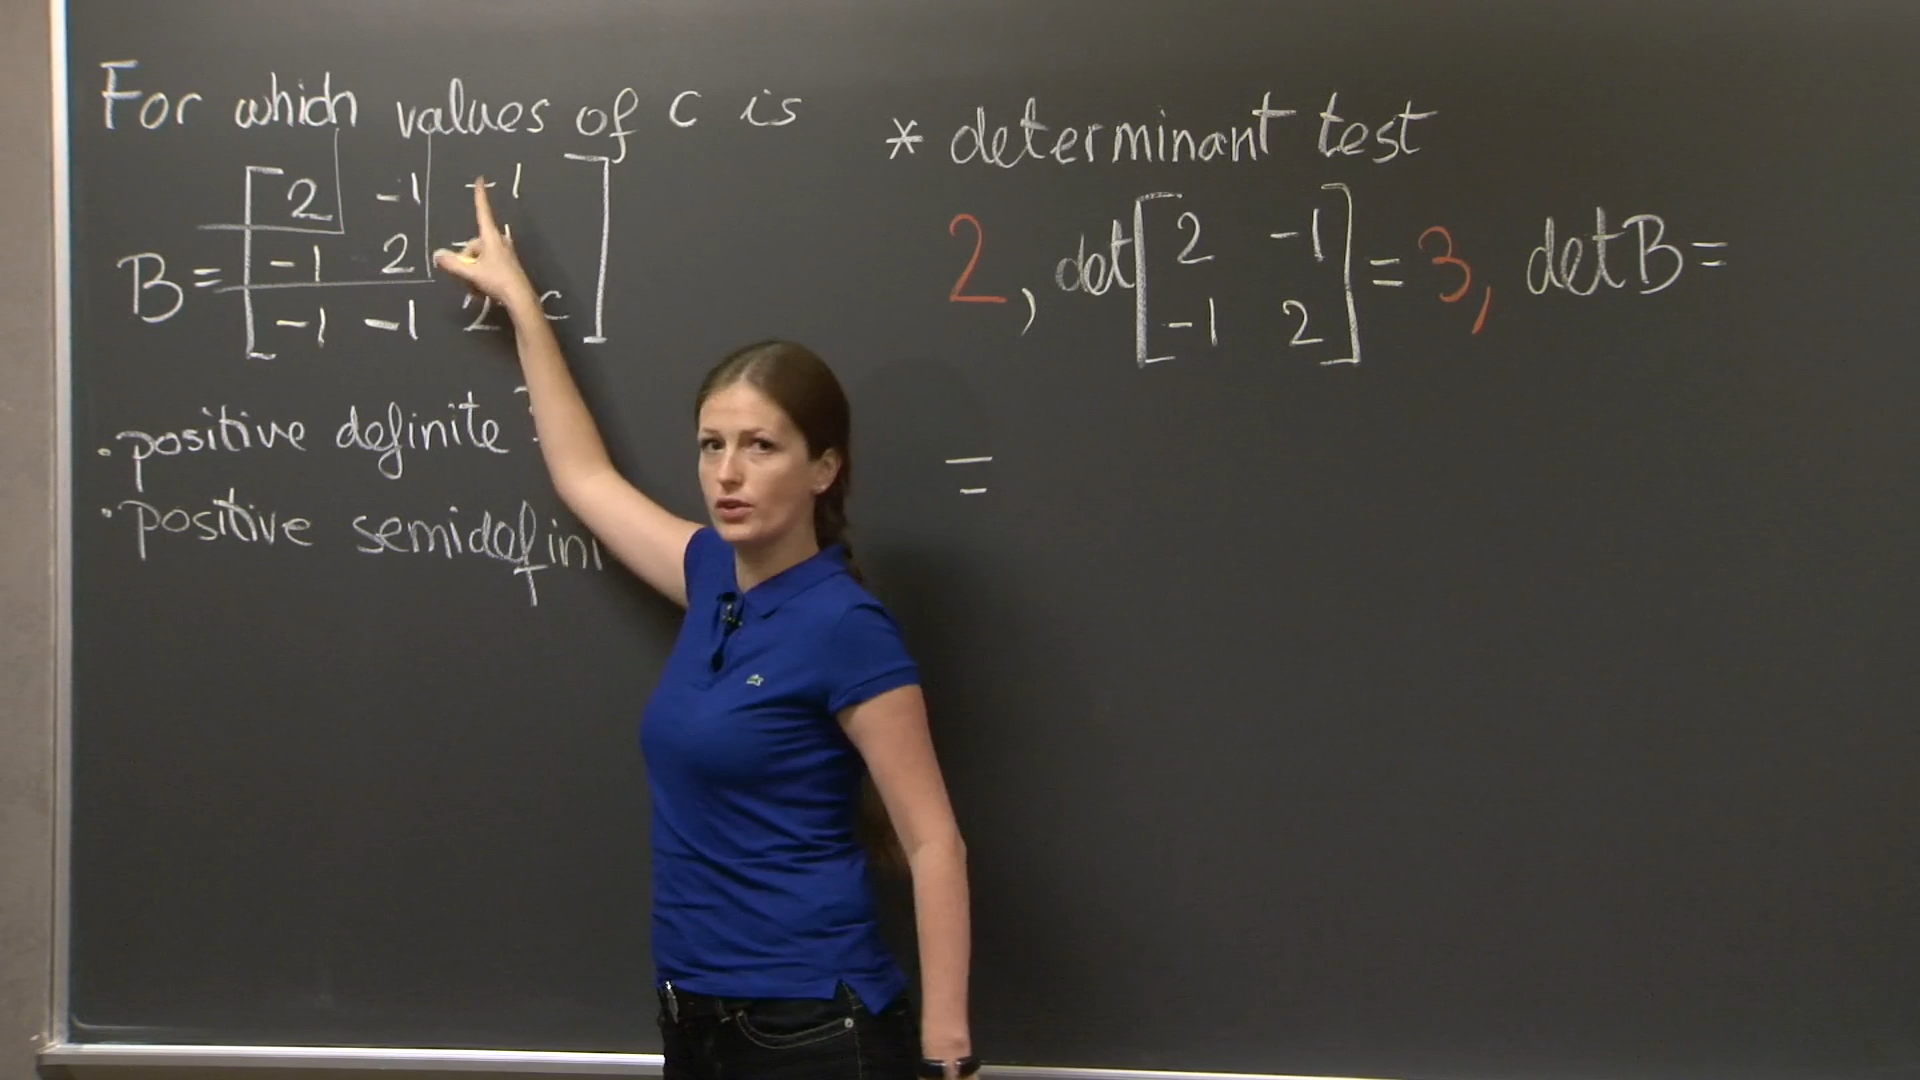 For which values of c is
2 -1 -1
B = -1 2 -1
-1 -1 2 c
• positive definite ?
• positive semidefini
* determinant test
2, det [2 -1
-1 2] = 3, det B =
=